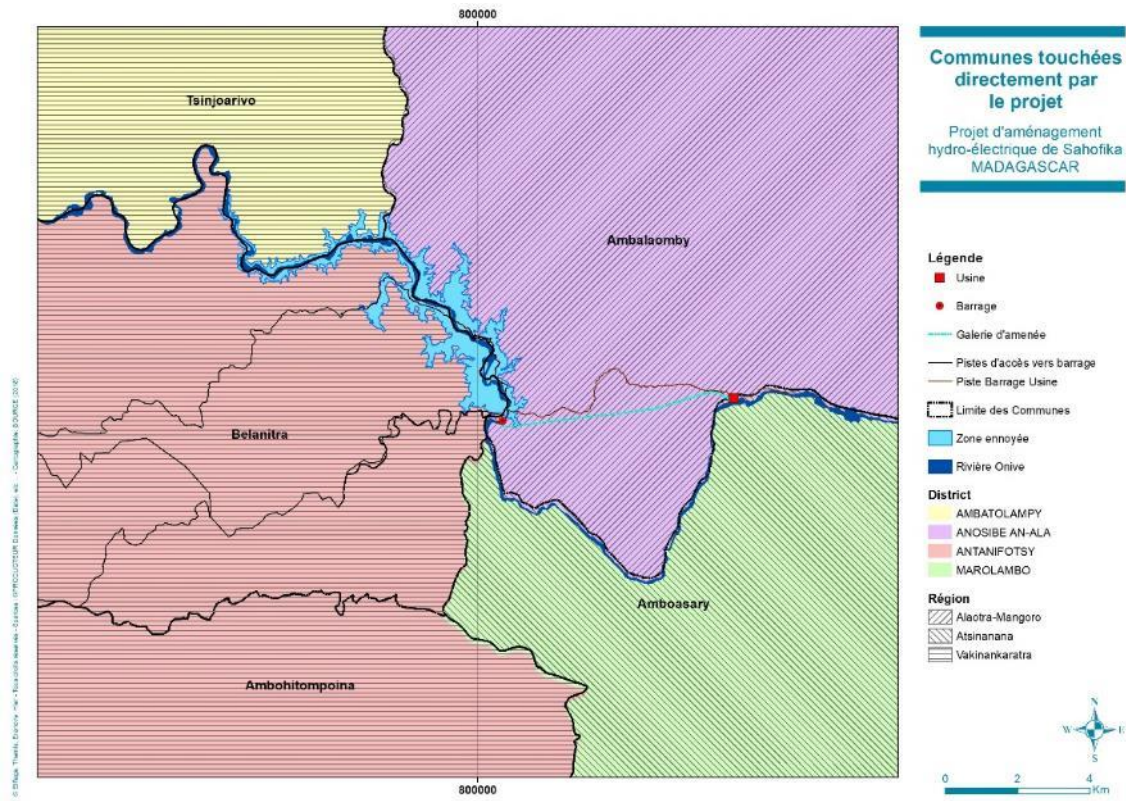 800000
Tsinjoarivo
Ambalaomby
Belanitra
Amboasary
Ambohitompoina
800000
Communes touchées
directement par
le projet
Projet d'aménagement
hydro-électrique de Sahofika
MADAGASCAR
Légende
Usine
Barrage
Galerie d'amenée
Pistes d'accès vers barrage
Piste Barrage Usine
Limite des Communes
Zone ennoyée
Rivière Onive
District
AMBATOLAMPY
ANOSIBE AN-ALA
ANTANIFOTSY
MAROLAMBO
Région
Alaotra-Mangoro
Atsinanana
Vakinankaratra
N
W
E
S
0 2 4
Km